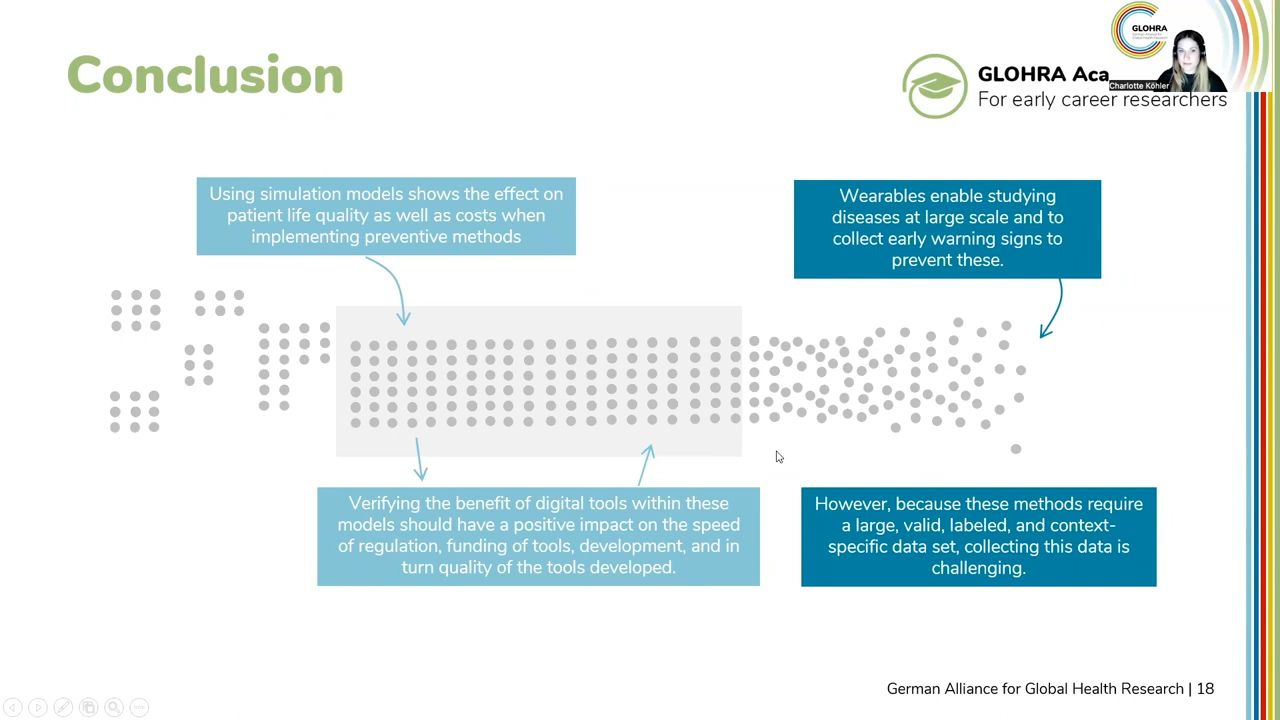 Conclusion
GLOHRA
GLOHRA Aca
Charlotte Köhler
For early career researchers
Using simulation models shows the effect on
patient life quality as well as costs when
implementing preventive methods
Wearables enable studying
diseases at large scale and to
collect early warning signs to
prevent these.
Verifying the benefit of digital tools within these
models should have a positive impact on the speed
of regulation, funding of tools, development, and in
turn quality of the tools developed.
However, because these methods require
a large, valid, labeled, and context-
specific data set, collecting this data is
challenging.
German Alliance for Global Health Research | 18